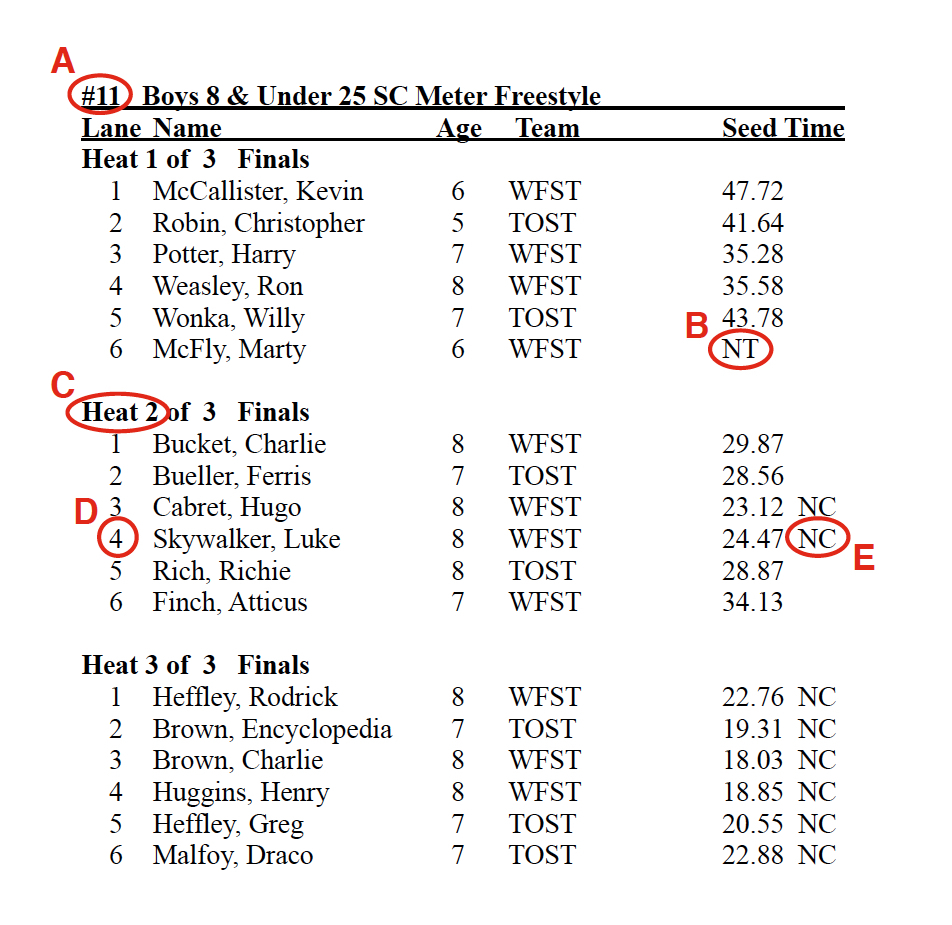 A
#11 Boys 8 & Under 25 SC Meter Freestyle
Lane Name Age Team Seed Time
Heat 1 of 3 Finals
1 McCallister, Kevin 6 WFST 47.72
2 Robin, Christopher 5 TOST 41.64
3 Potter, Harry 7 WFST 35.28
4 Weasley, Ron 8 WFST 35.58
5 Wonka, Willy 7 TOST 43.78
B
6 McFly, Marty 6 WFST NT
C
Heat 2 of 3 Finals
1 Bucket, Charlie 8 WFST 29.87
2 Bueller, Ferris 7 TOST 28.56
D
3 Cabret, Hugo 8 WFST 23.12 NC
4 Skywalker, Luke 8 WFST 24.47 NC
E
5 Rich, Richie 8 TOST 28.87
6 Finch, Atticus 7 WFST 34.13
Heat 3 of 3 Finals
1 Heffley, Rodrick 8 WFST 22.76 NC
2 Brown, Encyclopedia 7 TOST 19.31 NC
3 Brown, Charlie 8 WFST 18.03 NC
4 Huggins, Henry 8 WFST 18.85 NC
5 Heffley, Greg 7 TOST 20.55 NC
6 Malfoy, Draco 7 TOST 22.88 NC